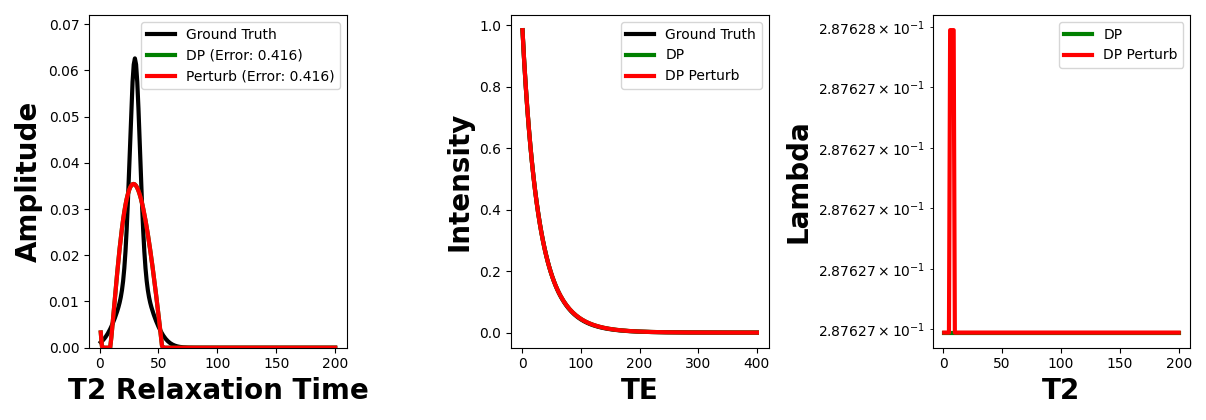 0.07
0.06
0.05
0.04
0.03
0.02
0.01
0.00
Amplitude
Ground Truth
DP (Error: 0.416)
Perturb (Error: 0.416)
0 50 100 150 200
T2 Relaxation Time
1.0
0.8
0.6
0.4
0.2
0.0
Intensity
Ground Truth
DP
DP Perturb
0 100 200 300 400
TE
2.87628 × 10⁻¹
2.87627 × 10⁻¹
2.87627 × 10⁻¹
2.87627 × 10⁻¹
2.87627 × 10⁻¹
2.87627 × 10⁻¹
Lambda
DP
DP Perturb
0 50 100 150 200
T2